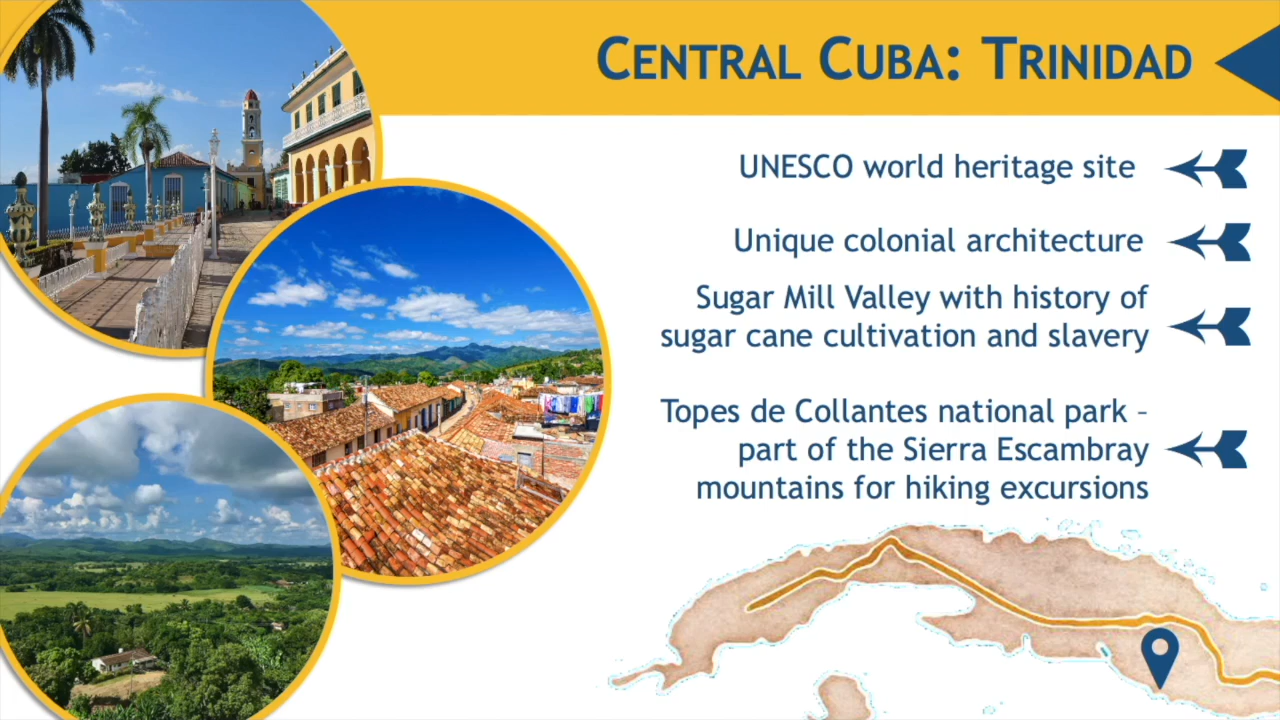 CENTRAL CUBA: TRINIDAD
UNESCO world heritage site
Unique colonial architecture
Sugar Mill Valley with history of
sugar cane cultivation and slavery
Topes de Collantes national park –
part of the Sierra Escambray
mountains for hiking excursions